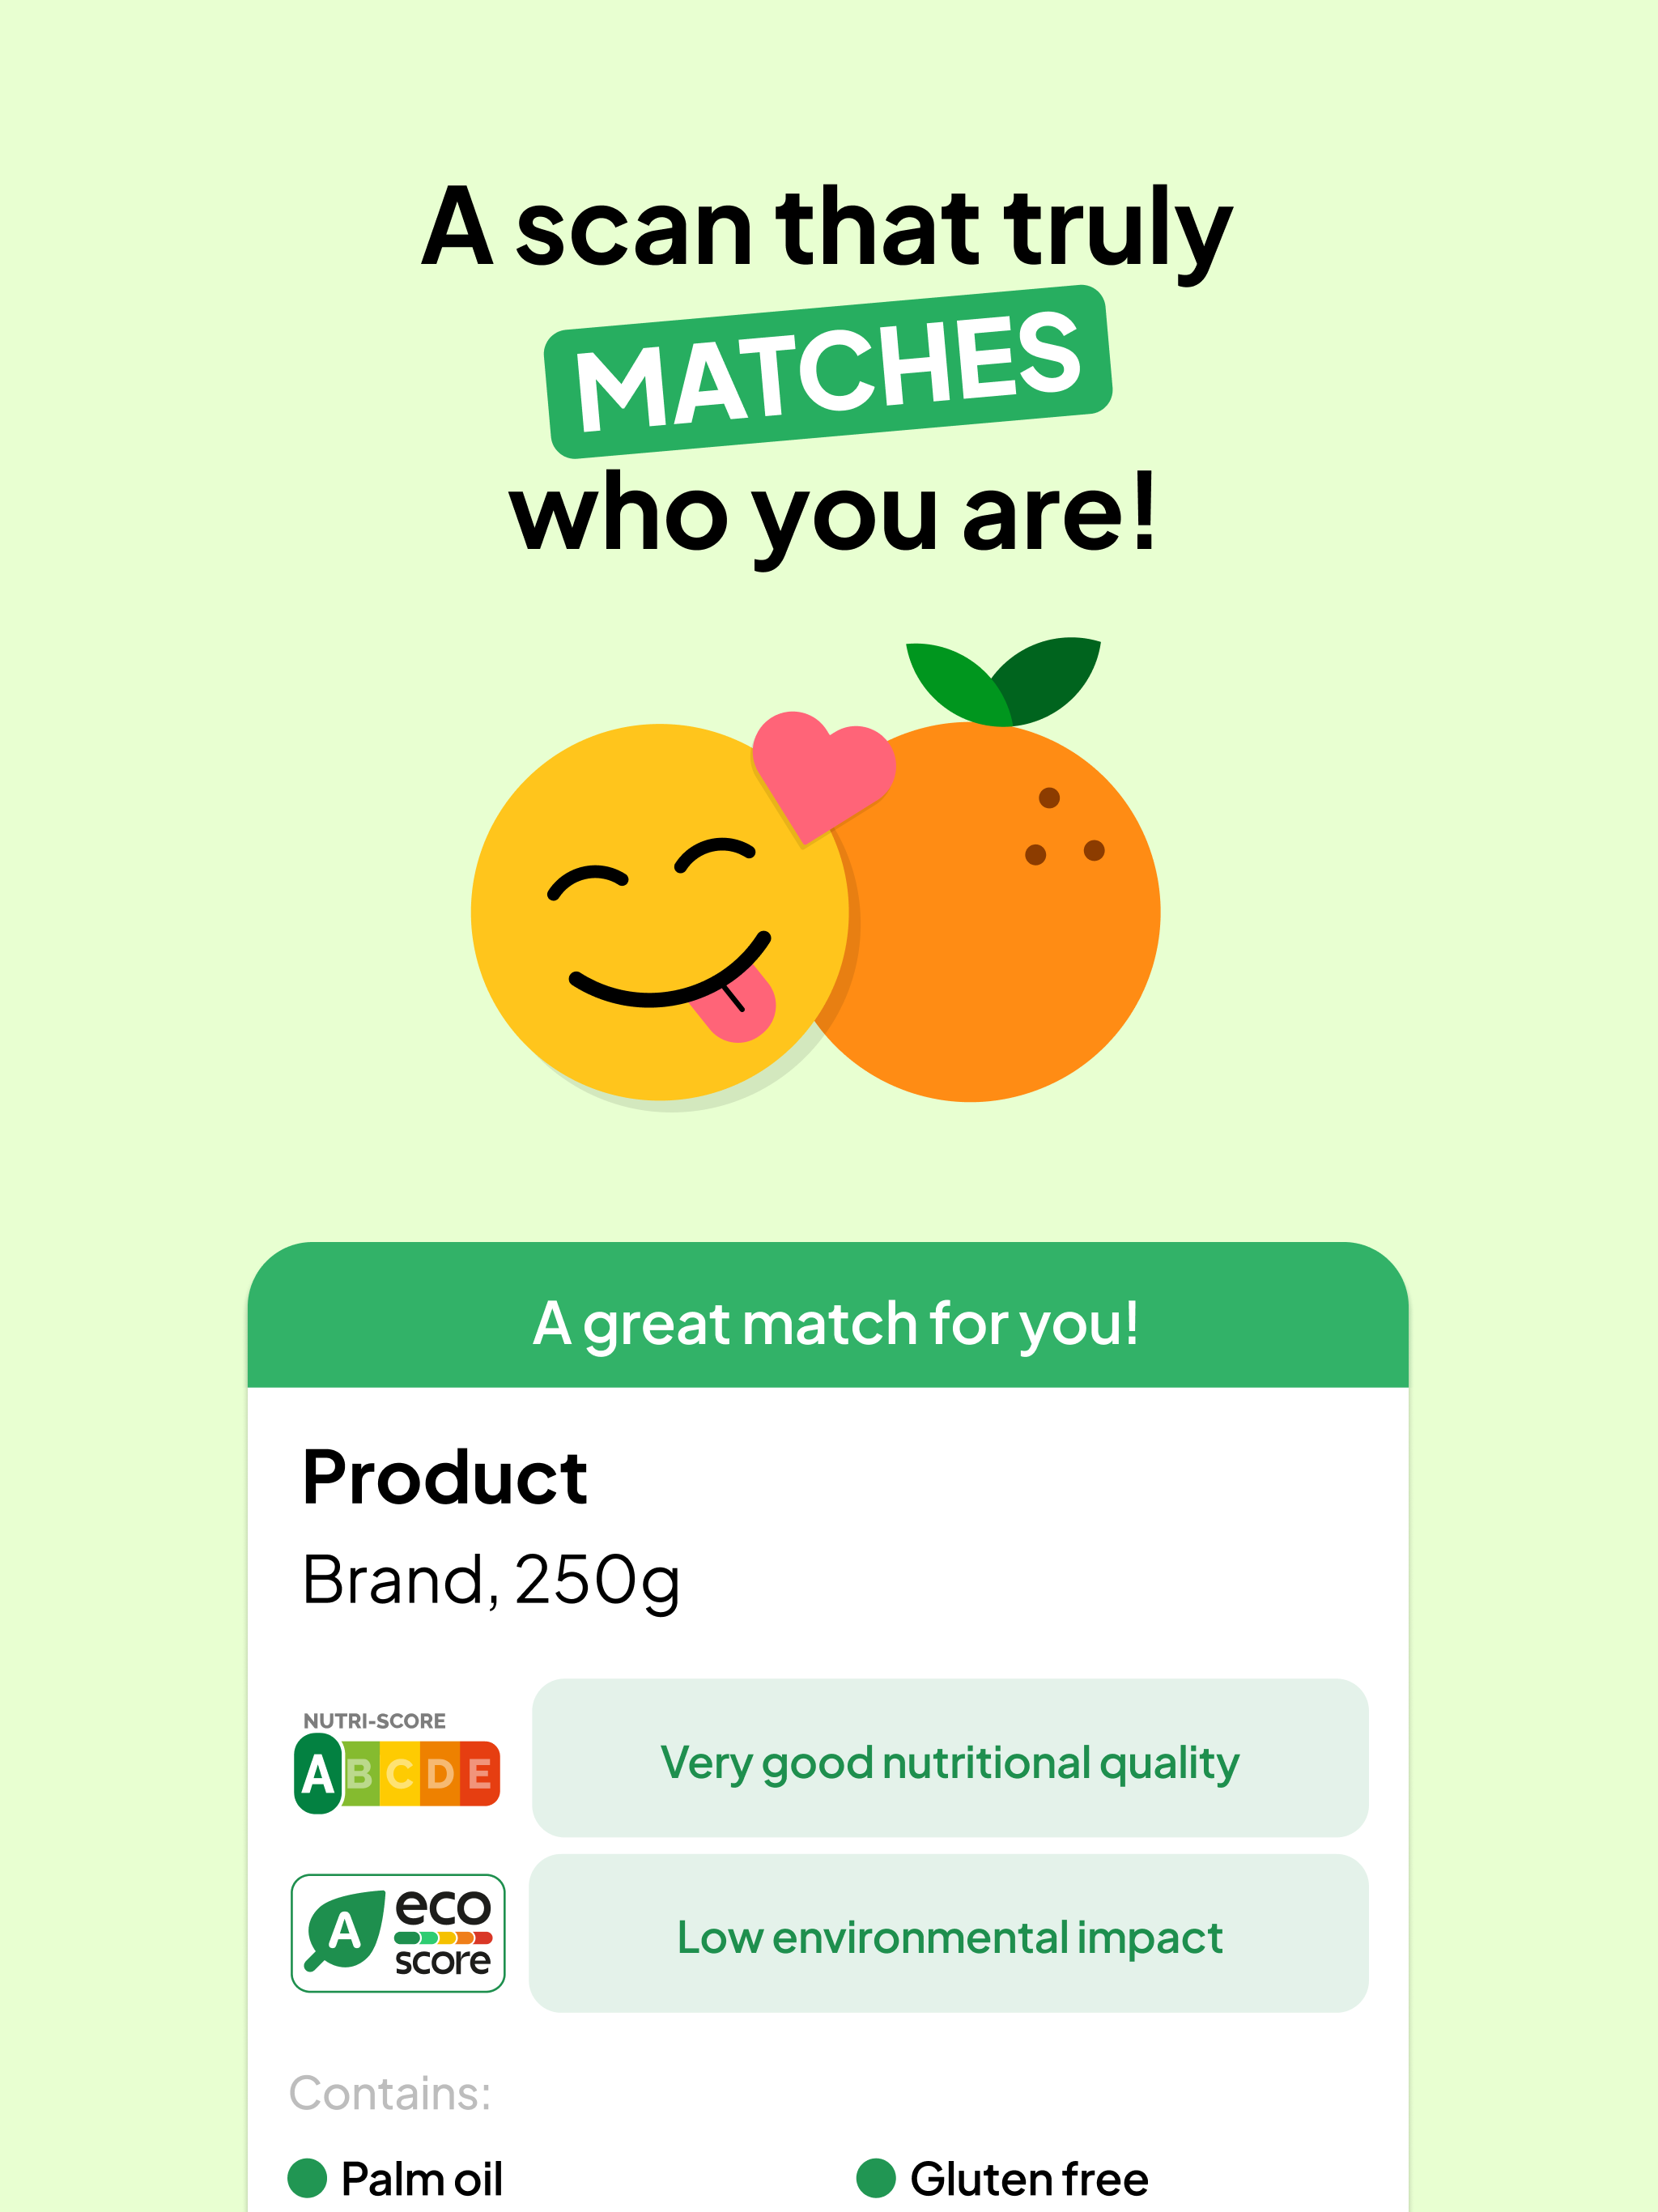 A scan that truly
MATCHES
who you are!
A great match for you!
Product
Brand, 250g
NUTRI-SCORE
A B C D E
Very good nutritional quality
A
eco
score
Low environmental impact
Contains:
Palm oil
Gluten free